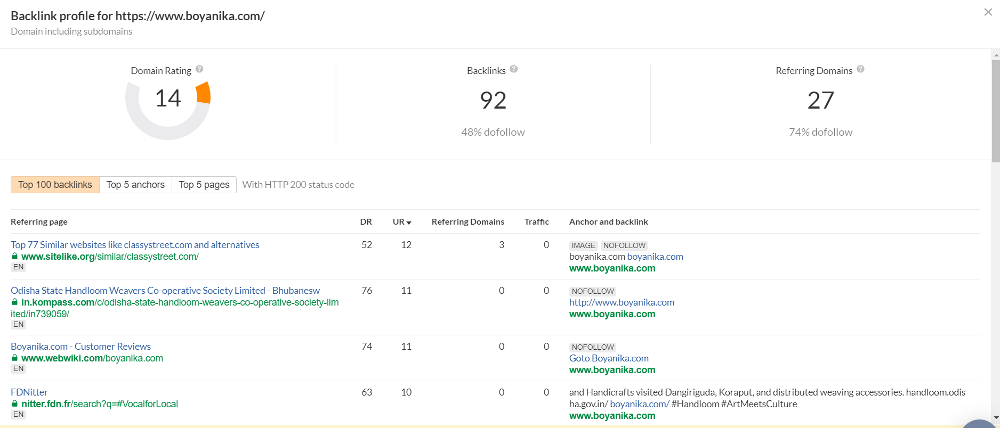 Backlink profile for https://www.boyanika.com/
Domain including subdomains
Domain Rating ?
14
Backlinks ?
92
48% dofollow
Referring Domains ?
27
74% dofollow
Top 100 backlinks Top 5 anchors Top 5 pages With HTTP 200 status code
Referring page DR UR Referring Domains Traffic Anchor and backlink
Top 77 Similar websites like classystreet.com and alternatives 52 12 3 0 IMAGE NOFOLLOW
www.sitelike.org/similar/classystreet.com/ boyanika.com boyanika.com
EN www.boyanika.com
Odisha State Handloom Weavers Co-operative Society Limited - Bhubanesw 76 11 0 0 NOFOLLOW
in.kompass.com/c/odisha-state-handloom-weavers-co-operative-society-lim http://www.boyanika.com
ited/in739059/ www.boyanika.com
EN
Boyanika.com - Customer Reviews 74 11 0 0 NOFOLLOW
www.webwiki.com/boyanika.com Goto Boyanika.com
EN www.boyanika.com
FDNitter 63 10 0 0 and Handicrafts visited Dangiriguda, Koraput, and distributed weaving accessories. handloom.odis
nitter.fdn.fr/search?q=#VocalforLocal ha.gov.in/ boyanika.com/ #Handloom #ArtMeetsCulture
EN www.boyanika.com